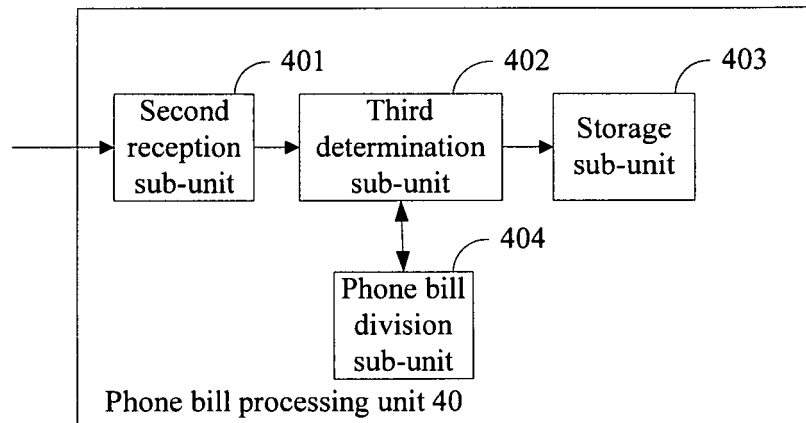 401
402
403
Second
reception
sub-unit
Third
determination
sub-unit
Storage
sub-unit
404
Phone bill
division
sub-unit
Phone bill processing unit 40